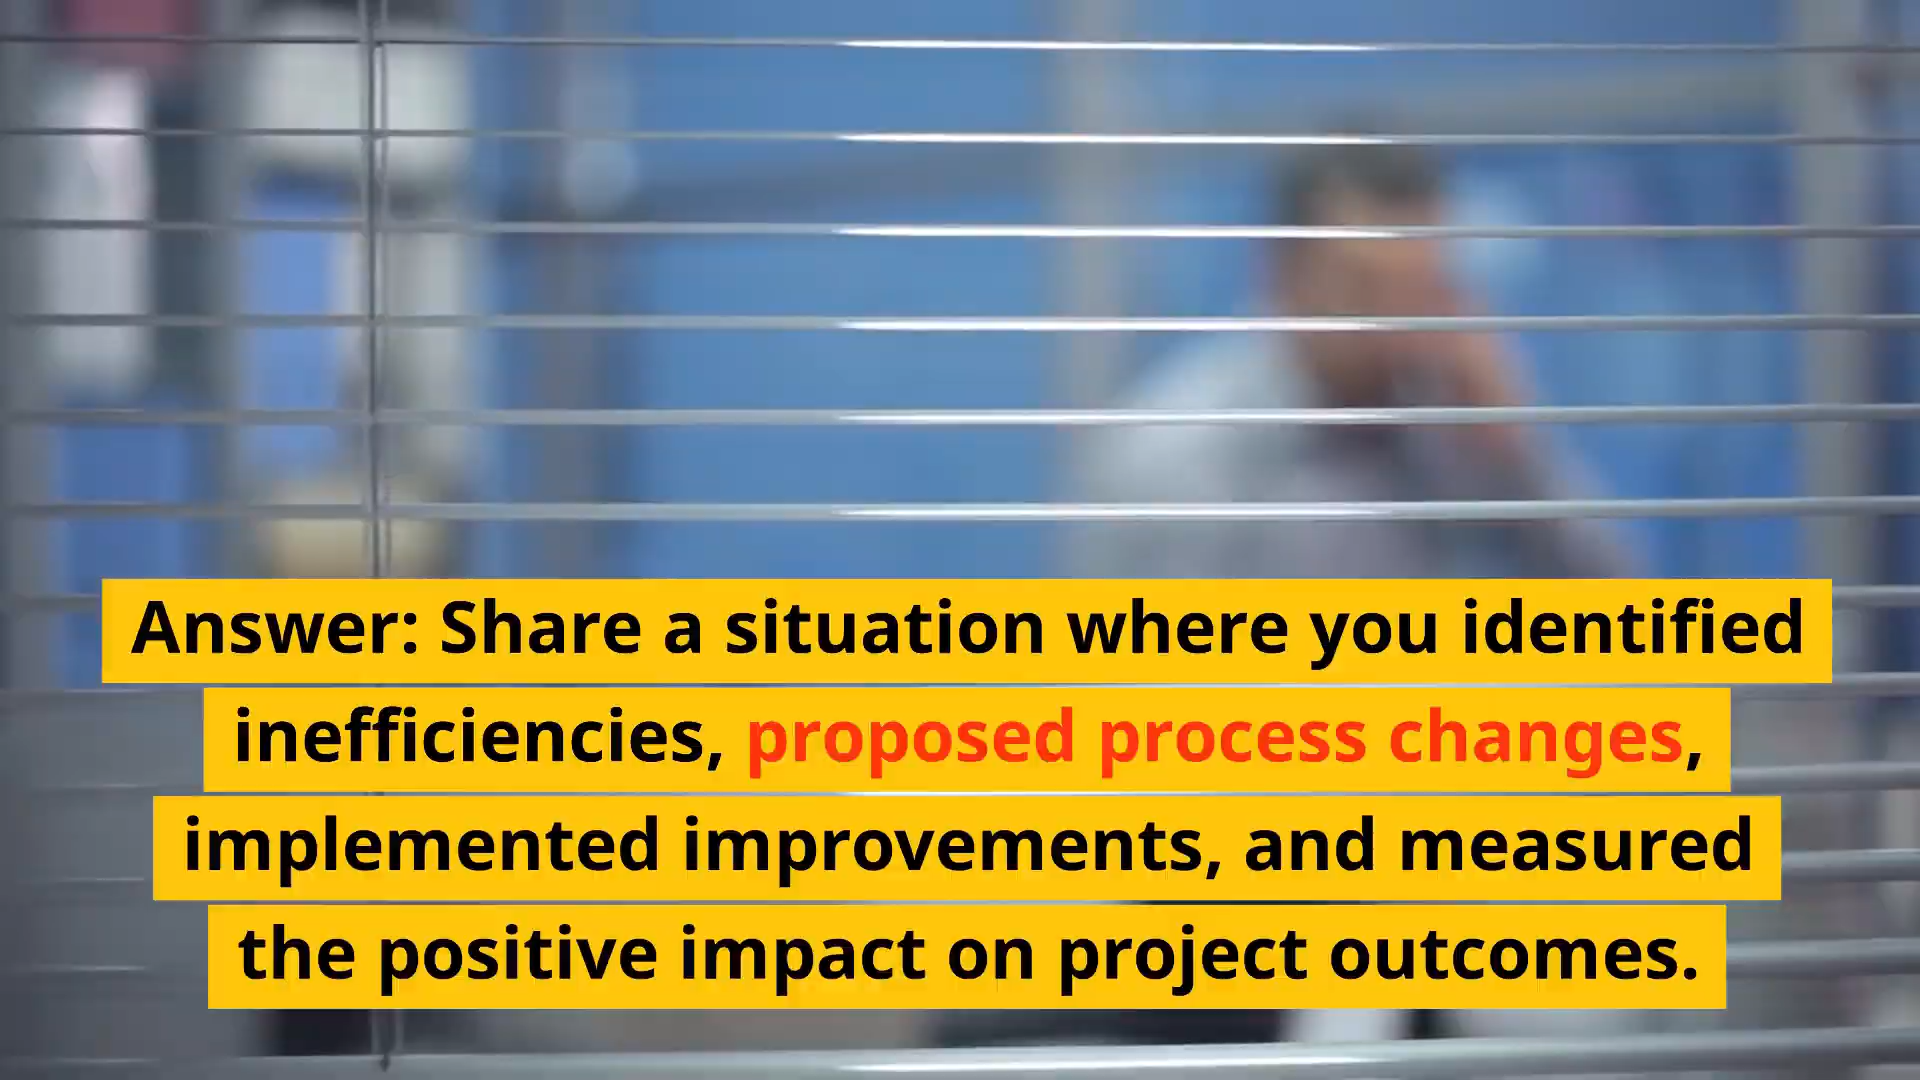 Answer: Share a situation where you identified
inefficiencies, proposed process changes,
implemented improvements, and measured
the positive impact on project outcomes.